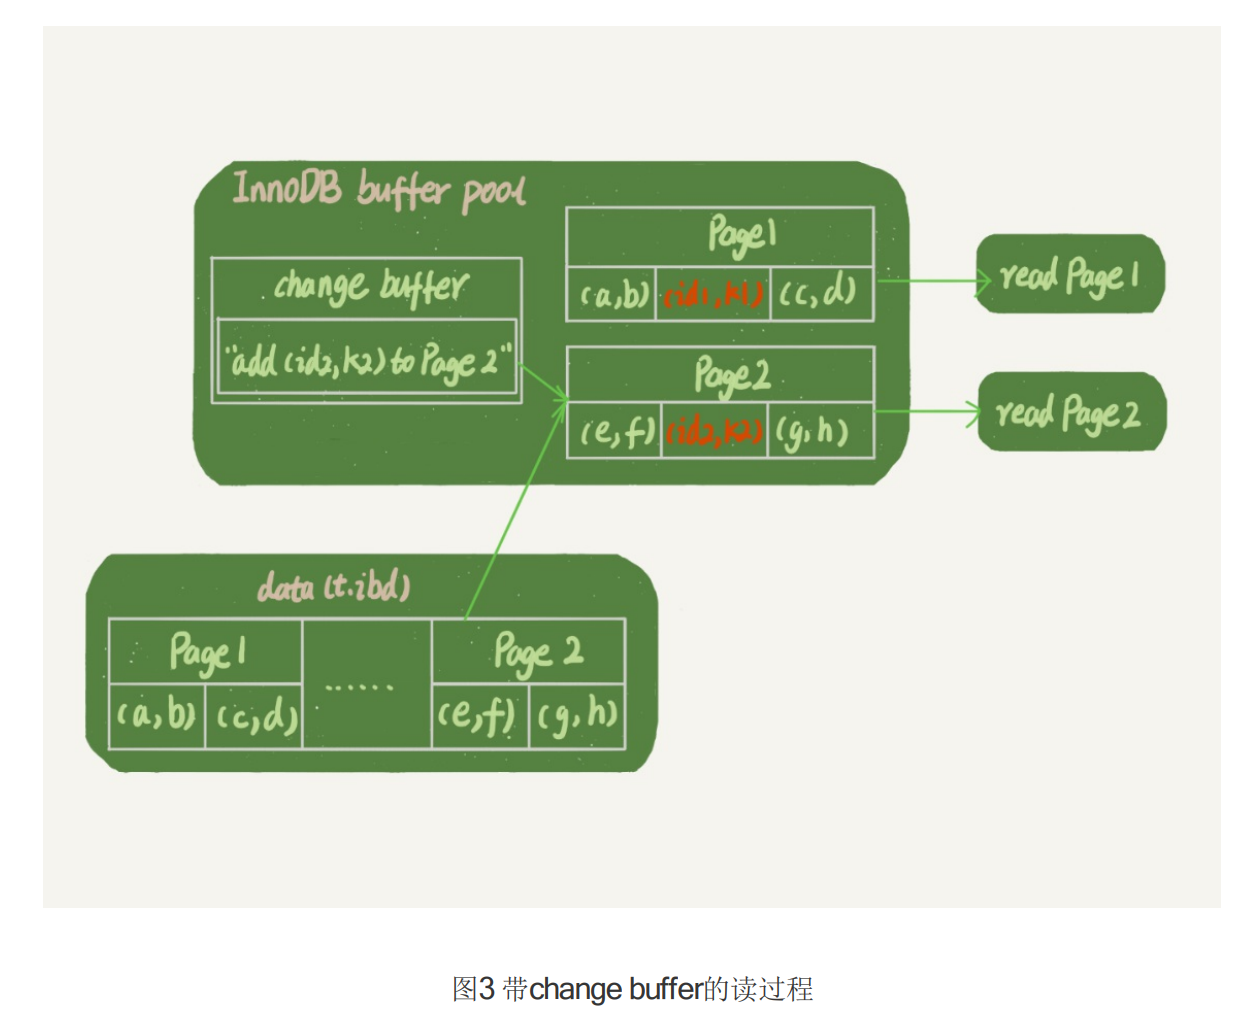 InnoDB buffer pool
change buffer
"add (id2,k2) to Page 2"
Page1
(a,b) (id1,k1) (c,d)
Page2
(e,f) (id2,k2) (g,h)
read Page1
read Page2
data (t.ibd)
Page1 ...... Page 2
(a,b) (c,d) (e,f) (g,h)
图3 带change buffer的读过程